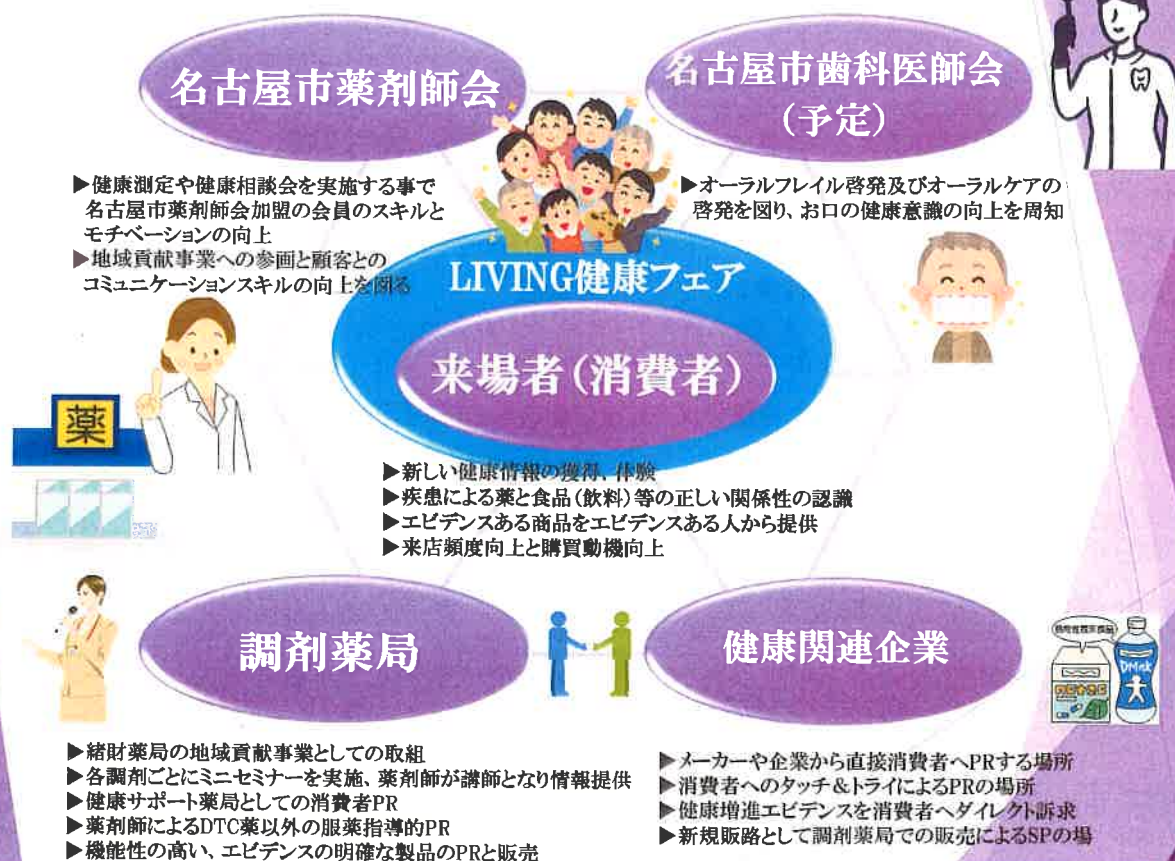 名古屋市薬剤師会
名古屋市歯科医師会
（予定）
▶健康測定や健康相談会を実施する事で
名古屋市薬剤師会加盟の会員のスキルと
モチベーションの向上
▶地域貢献事業への参画と顧客との
コミュニケーションスキルの向上を図る
▶オーラルフレイル啓発及びオーラルケアの
啓発を図り、お口の健康意識の向上を周知
LIVING健康フェア
来場者（消費者）
薬
▶新しい健康情報の獲得、体験
▶疾患による薬と食品（飲料）等の正しい関係性の認識
▶エビデンスある商品をエビデンスある人から提供
▶来店頻度向上と購買動機向上
調剤薬局
健康関連企業
DMnk
▶緒財薬局の地域貢献事業としての取組
▶各調剤ごとにミニセミナーを実施、薬剤師が講師となり情報提供
▶健康サポート薬局としての消費者PR
▶薬剤師によるDTC薬以外の服薬指導的PR
▶機能性の高い、エビデンスの明確な製品のPRと販売
▶メーカーや企業から直接消費者へPRする場所
▶消費者へのタッチ＆トライによるPRの場所
▶健康増進エビデンスを消費者へダイレクト訴求
▶新規販路として調剤薬局での販売によるSPの場